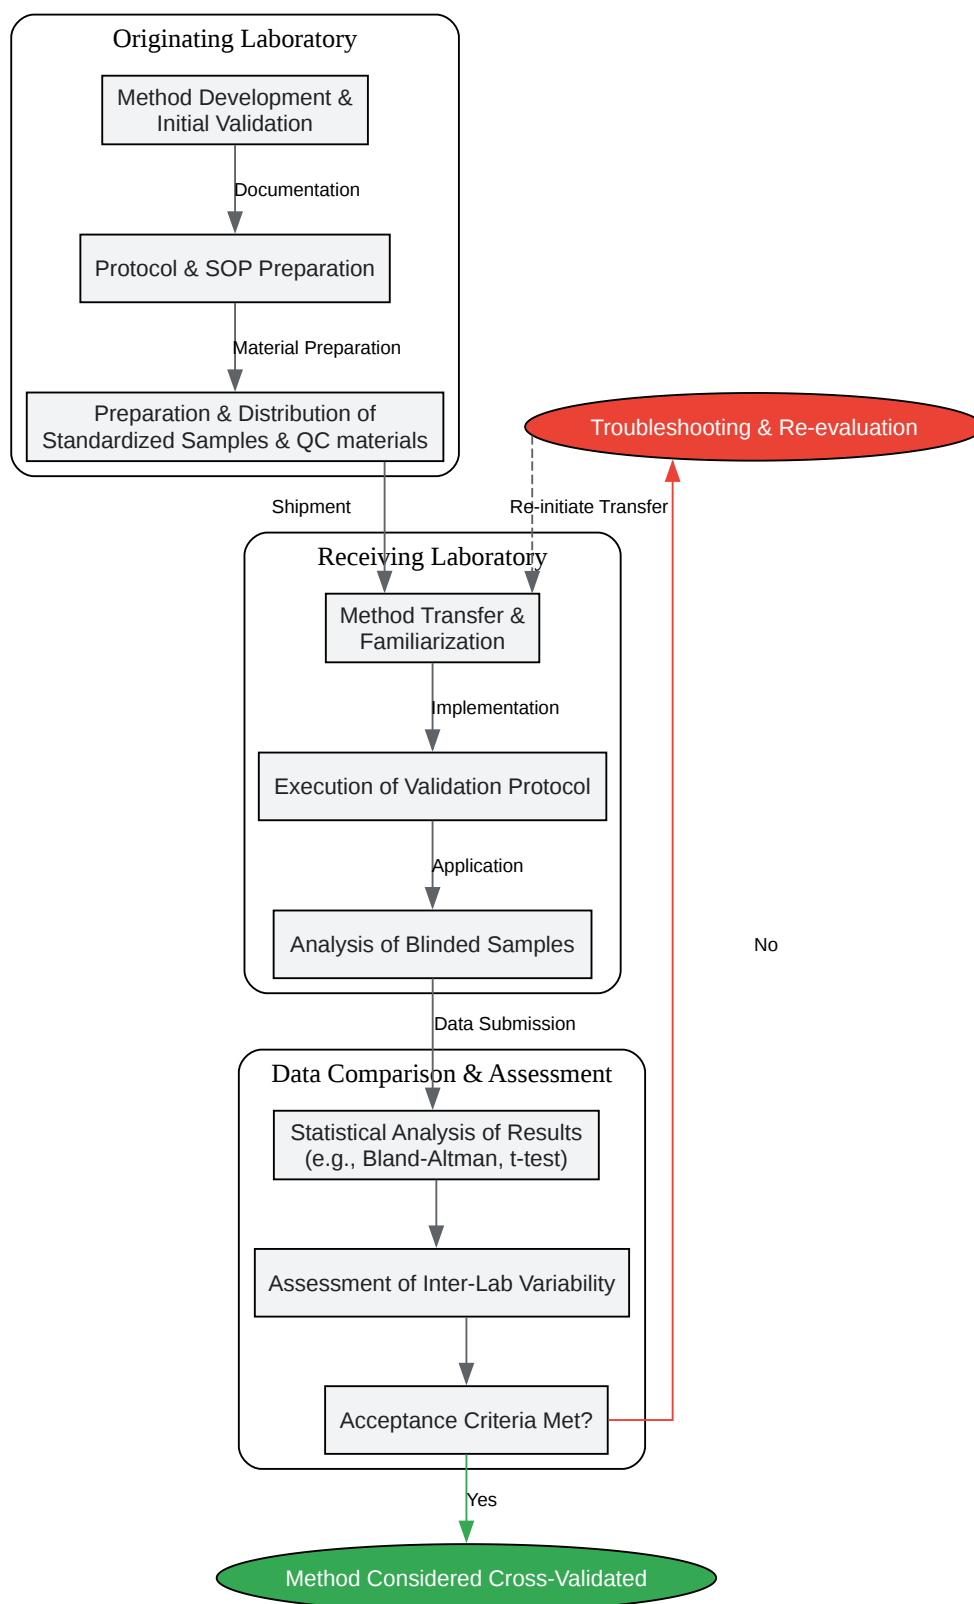 Originating Laboratory
Method Development &
Initial Validation
Documentation
Protocol & SOP Preparation
Material Preparation
Preparation & Distribution of
Standardized Samples & QC materials
Troubleshooting & Re-evaluation
Shipment
Re-initiate Transfer
Receiving Laboratory
Method Transfer &
Familiarization
Implementation
Execution of Validation Protocol
Application
Analysis of Blinded Samples
No
Data Submission
Data Comparison & Assessment
Statistical Analysis of Results
(e.g., Bland-Altman, t-test)
Assessment of Inter-Lab Variability
Acceptance Criteria Met?
Yes
Method Considered Cross-Validated